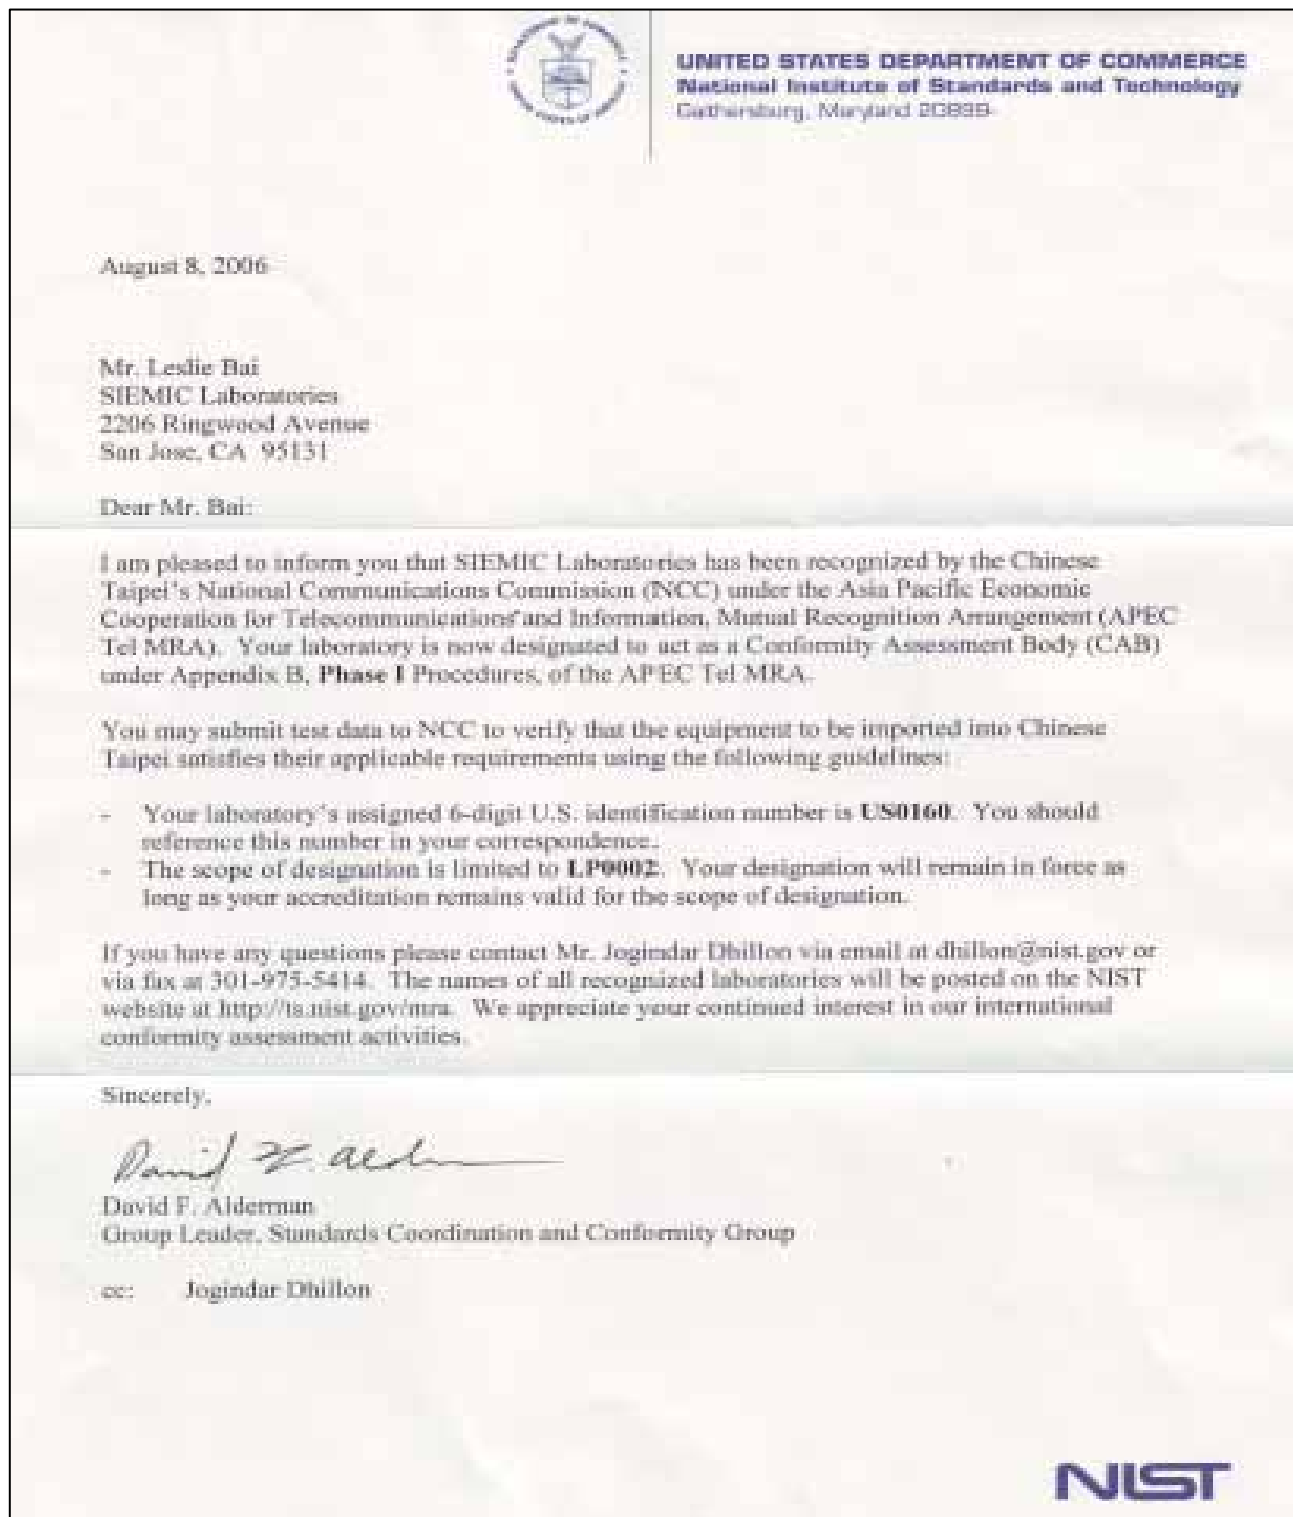 UNITED STATES DEPARTMENT OF COMMERCE
National Institute of Standards and Technology
Gaithersburg, Maryland 20899-
August 8, 2006
Mr. Leslie Bai
SIEMIC Laboratories
2206 Ringwood Avenue
San Jose, CA 95131
Dear Mr. Bai:
I am pleased to inform you that SIEMIC Laboratories has been recognized by the Chinese
Taipei's National Communications Commission (NCC) under the Asia Pacific Economic
Cooperation for Telecommunications and Information, Mutual Recognition Arrangement (APEC
Tel MRA). Your laboratory is now designated to act as a Conformity Assessment Body (CAB)
under Appendix B, Phase I Procedures, of the APEC Tel MRA.
You may submit test data to NCC to verify that the equipment to be imported into Chinese
Taipei satisfies their applicable requirements using the following guidelines:
- Your laboratory's assigned 6-digit U.S. identification number is US0160. You should
reference this number in your correspondence.
- The scope of designation is limited to LP0002. Your designation will remain in force as
long as your accreditation remains valid for the scope of designation.
If you have any questions please contact Mr. Jogindar Dhillon via email at dhillon@nist.gov or
via fax at 301-975-5414. The names of all recognized laboratories will be posted on the NIST
website at http://ts.nist.gov/mra. We appreciate your continued interest in our international
conformity assessment activities.
Sincerely,
David F. Alderman
David F. Alderman
Group Leader, Standards Coordination and Conformity Group
cc: Jogindar Dhillon
NIST